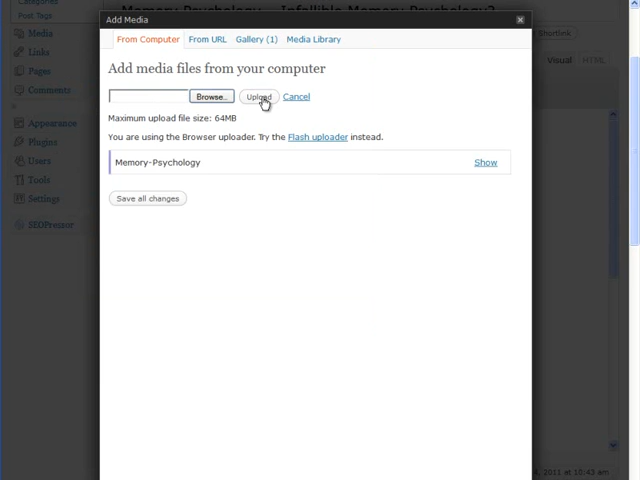 Categories
Post Tags
Media
Links
Pages
Comments
Appearance
Plugins
Users
Tools
Settings
SEOPressor
Shortlink
Visual HTML
Add Media
From Computer From URL Gallery (1) Media Library
Add media files from your computer
Browse... Upload Cancel
Maximum upload file size: 64MB
You are using the Browser uploader. Try the Flash uploader instead.
Memory-Psychology Show
Save all changes
4, 2011 at 10:43 am